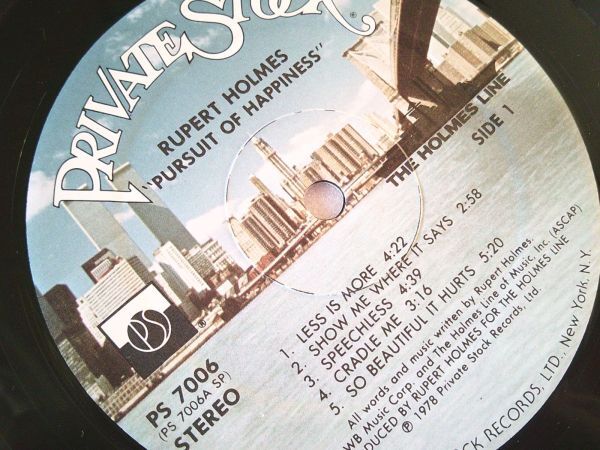 PRIVATE STOCK®
RUPERT HOLMES
"PURSUIT OF HAPPINESS"
THE HOLMES LINE
SIDE 1
PS
®
PS 7006
(PS 7006A SP)
STEREO
1. LESS IS MORE 4:22
2. SHOW ME WHERE IT SAYS 2:58
3. SPEECHLESS 4:39
4. CRADLE ME 3:16
5. SO BEAUTIFUL IT HURTS 5:20
All words and music written by Rupert Holmes.
WB Music Corp. and The Holmes Line of Music, Inc. (ASCAP)
DUCED BY RUPERT HOLMES FOR THE HOLMES LINE
℗ 1978 Private Stock Records, Ltd.
CK RECORDS, LTD., New York, N.Y.